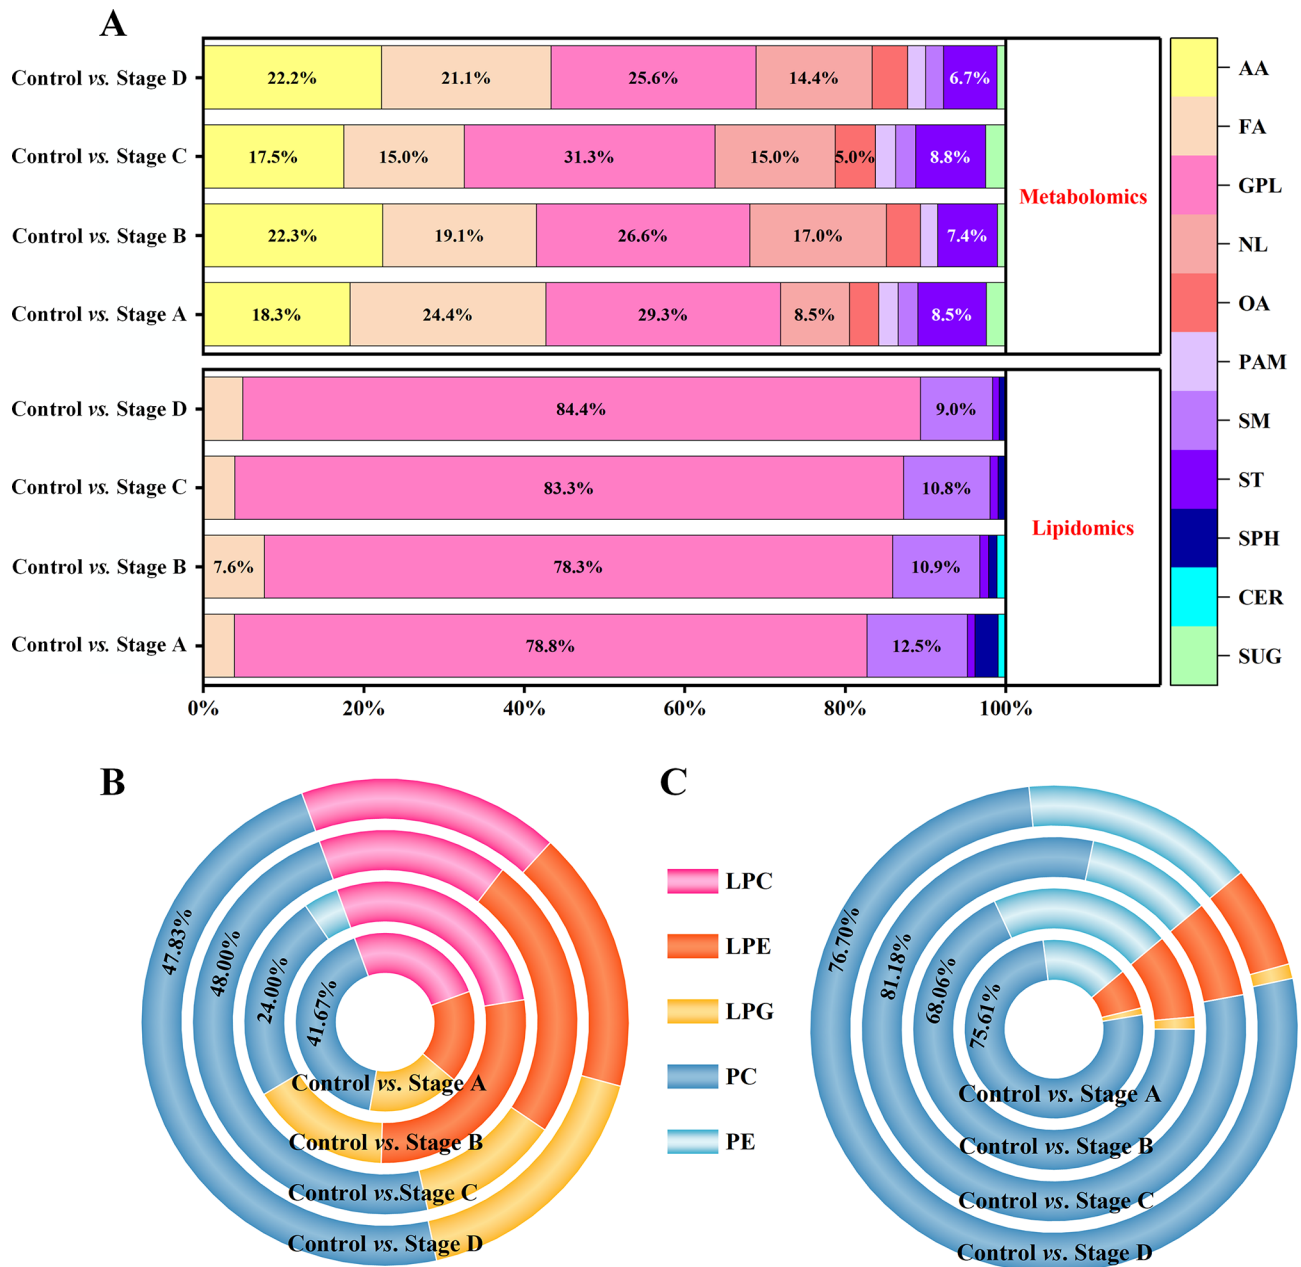 A
Control vs. Stage D
22.2%
21.1%
25.6%
14.4%
6.7%
Control vs. Stage C
17.5%
15.0%
31.3%
15.0%
5.0%
8.8%
Control vs. Stage B
22.3%
19.1%
26.6%
17.0%
7.4%
Control vs. Stage A
18.3%
24.4%
29.3%
8.5%
8.5%
Metabolomics
Control vs. Stage D
84.4%
9.0%
Control vs. Stage C
83.3%
10.8%
Control vs. Stage B
7.6%
78.3%
10.9%
Control vs. Stage A
78.8%
12.5%
Lipidomics
0%
20%
40%
60%
80%
100%
AA
FA
GPL
NL
OA
PAM
SM
ST
SPH
CER
SUG
B
47.83%
48.00%
24.00%
41.67%
Control vs. Stage A
Control vs. Stage B
Control vs.Stage C
Control vs. Stage D
LPC
LPE
LPG
PC
PE
C
76.70%
81.18%
68.06%
75.61%
Control vs. Stage A
Control vs. Stage B
Control vs. Stage C
Control vs. Stage D